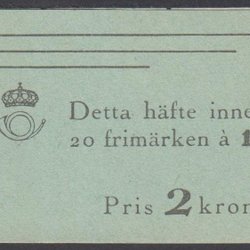 Detta häfte inne
20 frimärken à 1
Pris 2 kron